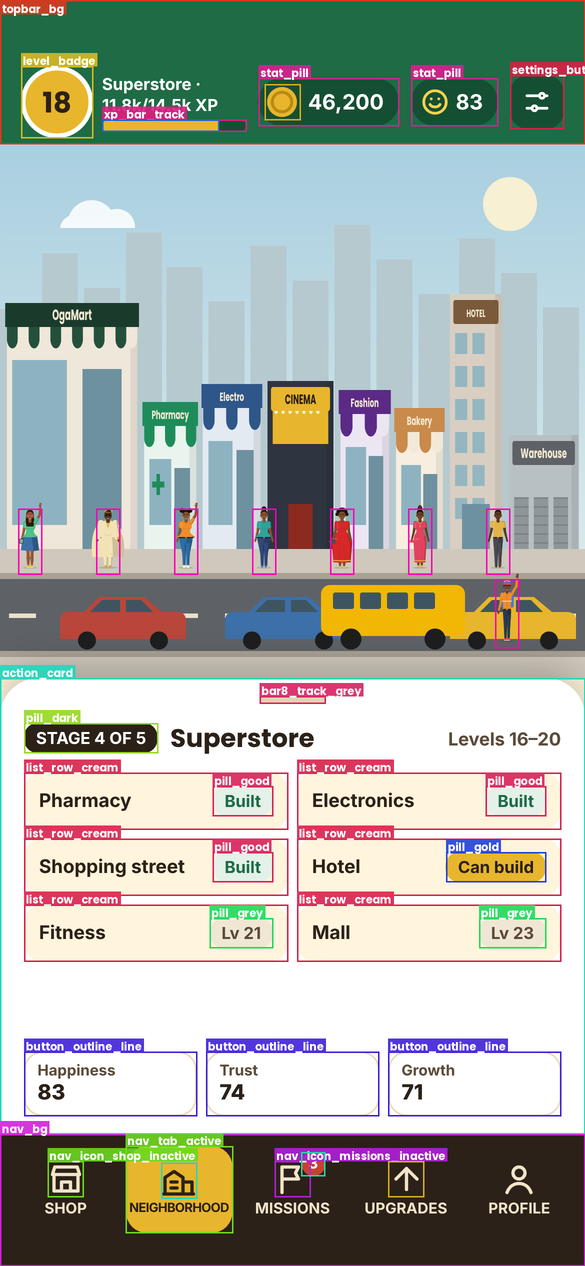 topbar_bg
level_badge
18
Superstore ·
11.8k/14.5k XP
xp_bar_track
stat_pill
46,200
stat_pill
83
settings_but
OgaMart
Pharmacy
Electro
CINEMA
Fashion
Bakery
HOTEL
Warehouse
action_card
bar8_track_grey
pill_dark
STAGE 4 OF 5
Superstore
Levels 16–20
list_row_cream
Pharmacy
pill_good
Built
list_row_cream
Electronics
pill_good
Built
list_row_cream
Shopping street
pill_good
Built
list_row_cream
Hotel
pill_gold
Can build
list_row_cream
Fitness
pill_grey
Lv 21
list_row_cream
Mall
pill_grey
Lv 23
button_outline_line
Happiness
83
button_outline_line
Trust
74
button_outline_line
Growth
71
nav_bg
nav_icon_shop_inactive
SHOP
nav_tab_active
NEIGHBORHOOD
nav_icon_missions_inactive
3
MISSIONS
UPGRADES
PROFILE